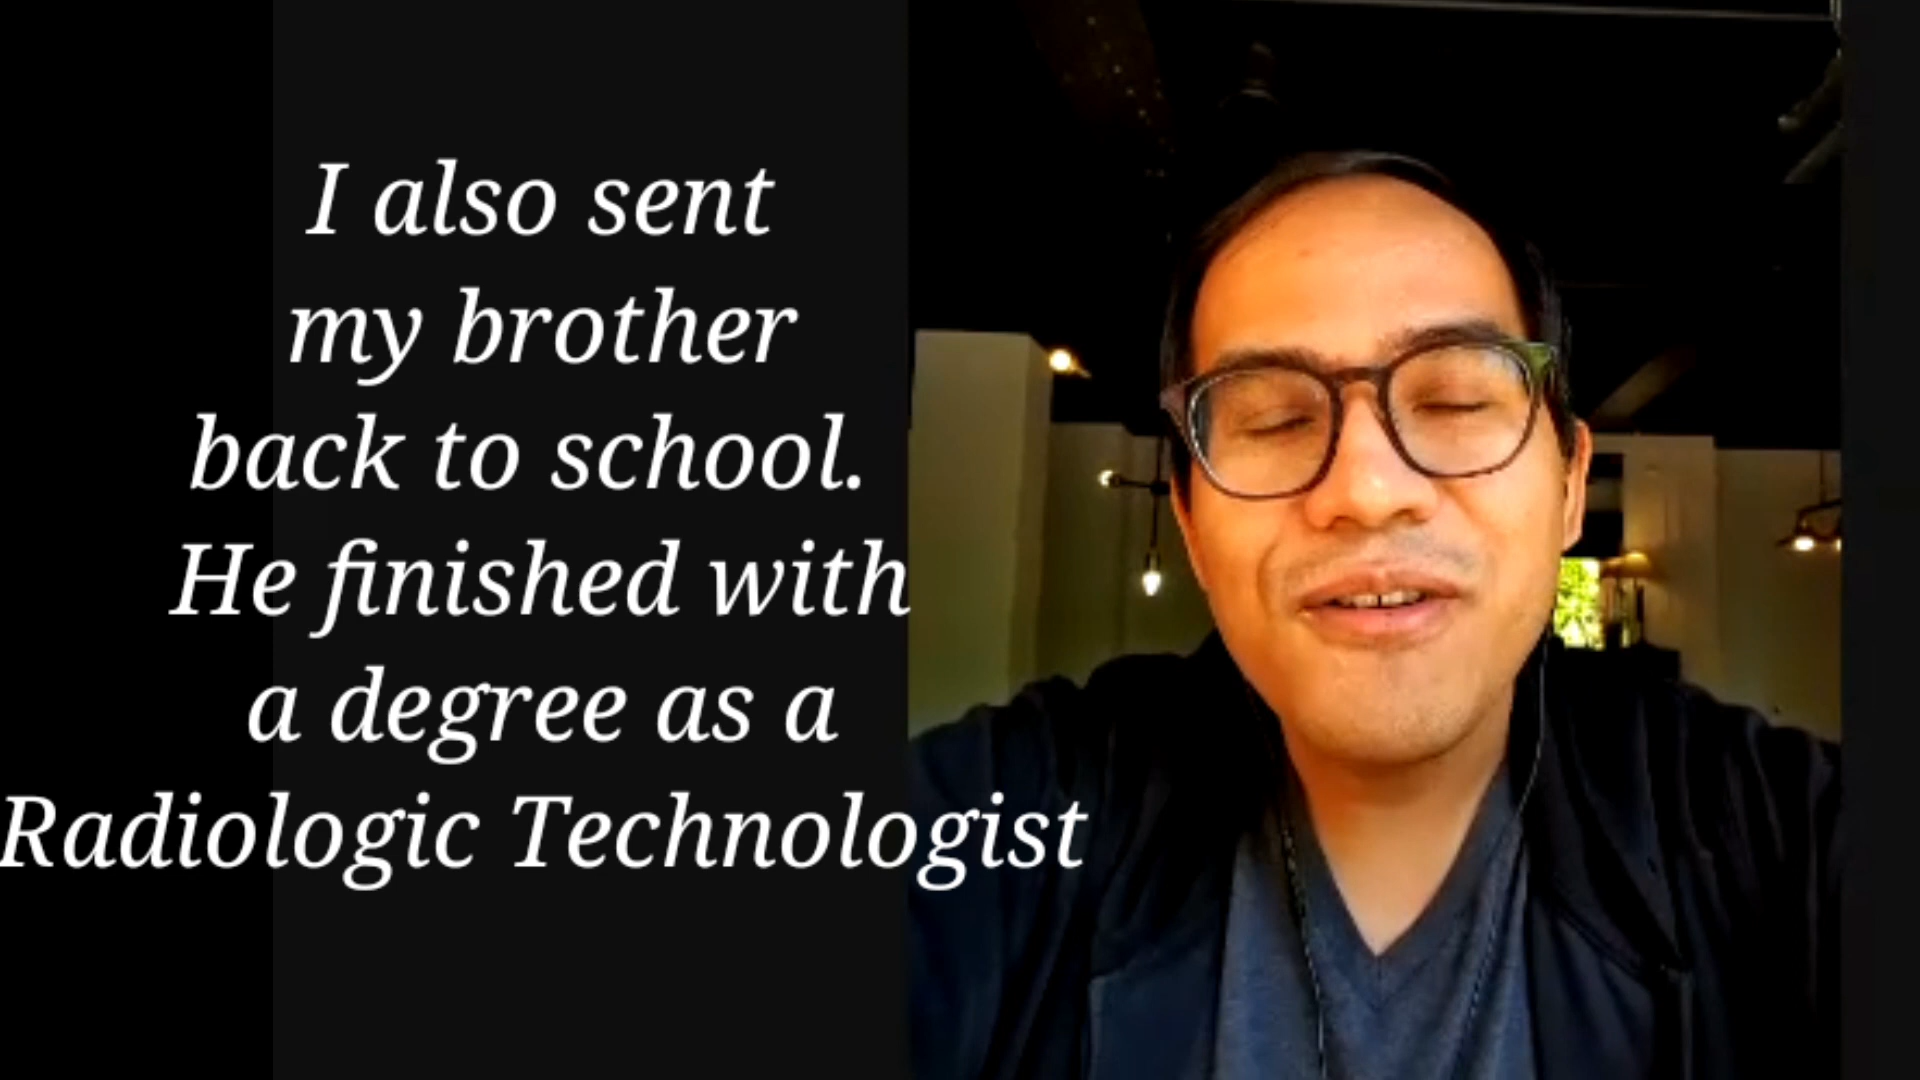 I also sent
my brother
back to school.
He finished with
a degree as a
Radiologic Technologist